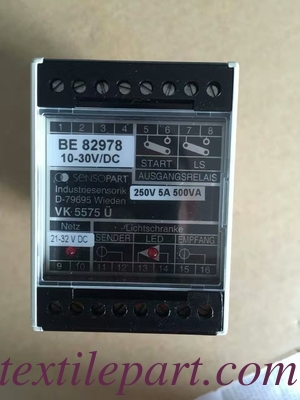 1 2 3 4 5 6 7 8
BE 82978
10-30V/DC
START LS
AUSGANGSRELAIS
SENSOPART
250V 5A 500VA
Industriesensorik
D-79695 Wieden
VK 5575 Ü
Netz Lichtschranke
21-32 V DC SENDER LED EMPFANG
9 10 11 12 13 14 15 16
textilepart.com